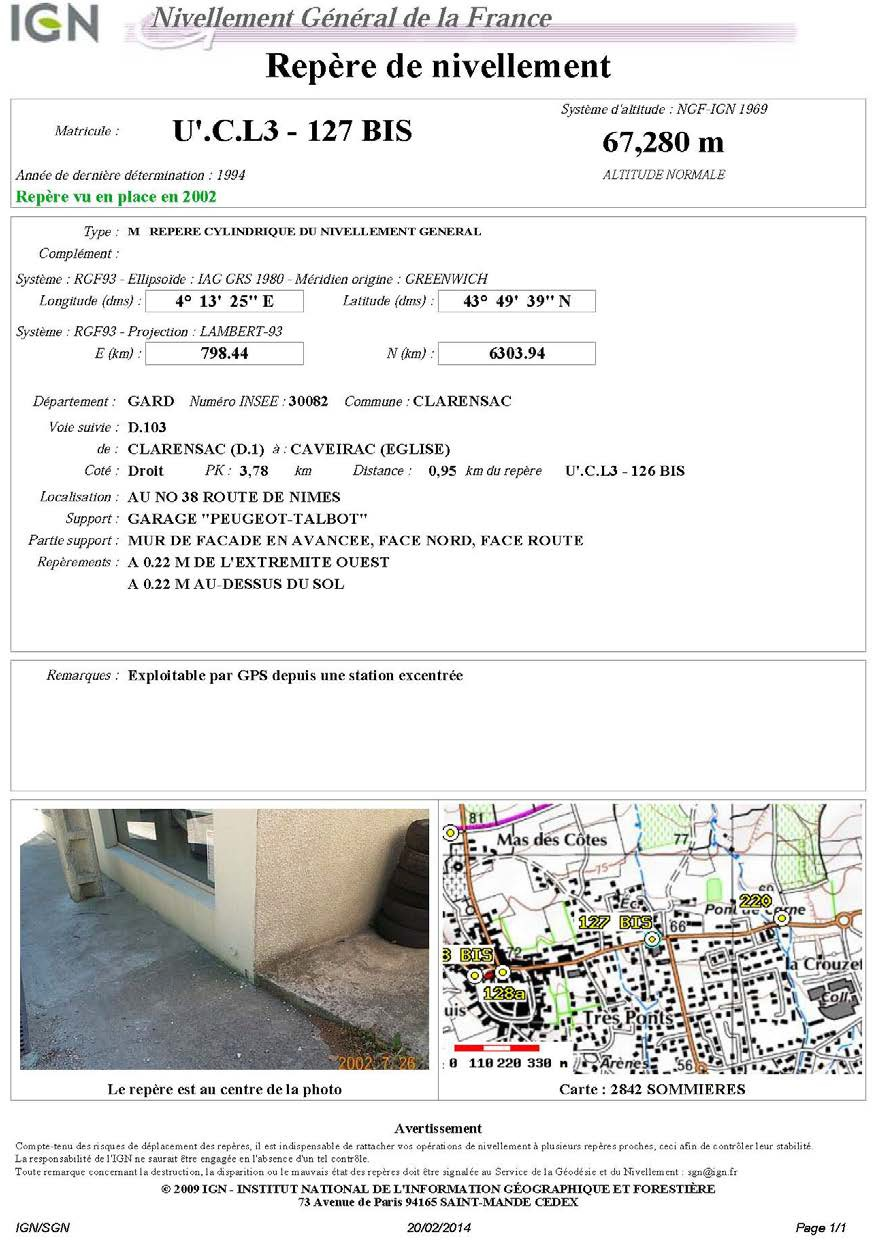 IGN Nivellement Général de la France
Repère de nivellement
Système d'altitude : NGF-IGN 1969
Matricule : U'.C.L3 - 127 BIS
67,280 m
Année de dernière détermination : 1994
ALTITUDE NORMALE
Repère vu en place en 2002
Type : M REPERE CYLINDRIQUE DU NIVELLEMENT GENERAL
Complément :
Système : RGF93 - Ellipsoïde : IAG GRS 1980 - Méridien origine : GREENWICH
Longitude (dms) : 4° 13' 25'' E Latitude (dms) : 43° 49' 39'' N
Système : RGF93 - Projection : LAMBERT-93
E (km) : 798.44 N (km) : 6303.94
Département : GARD Numéro INSEE : 30082 Commune : CLARENSAC
Voie suivie : D.103
de : CLARENSAC (D.1) à : CAVEIRAC (EGLISE)
Coté : Droit PK : 3,78 km Distance : 0,95 km du repère U'.C.L3 - 126 BIS
Localisation : AU NO 38 ROUTE DE NIMES
Support : GARAGE "PEUGEOT-TALBOT"
Partie support : MUR DE FACADE EN AVANCEE, FACE NORD, FACE ROUTE
Repèrements : A 0.22 M DE L'EXTREMITE OUEST
A 0.22 M AU-DESSUS DU SOL
Remarques : Exploitable par GPS depuis une station excentrée
2002.7.26
81
Mas des Côtes
77
75
220
Éc.
127 BIS
66
Pont de
8 BIS
72
la Crouzet
128a
Coll.
Très Ponts
0 110 220 330 m
Arènes
56
Le repère est au centre de la photo
Carte : 2842 SOMMIERES
Avertissement
Compte-tenu des risques de déplacement des repères, il est indispensable de rattacher vos opérations de nivellement à plusieurs repères proches, ceci afin de contrôler leur stabilité.
La responsabilité de l'IGN ne saurait être engagée en l'absence d'un tel contrôle.
Toute remarque concernant la destruction, la disparition ou le mauvais état des repères doit être signalée au Service de la Géodésie et du Nivellement : sgn@ign.fr
© 2009 IGN - INSTITUT NATIONAL DE L'INFORMATION GÉOGRAPHIQUE ET FORESTIÈRE
73 Avenue de Paris 94165 SAINT-MANDE CEDEX
IGN/SGN 20/02/2014 Page 1/1